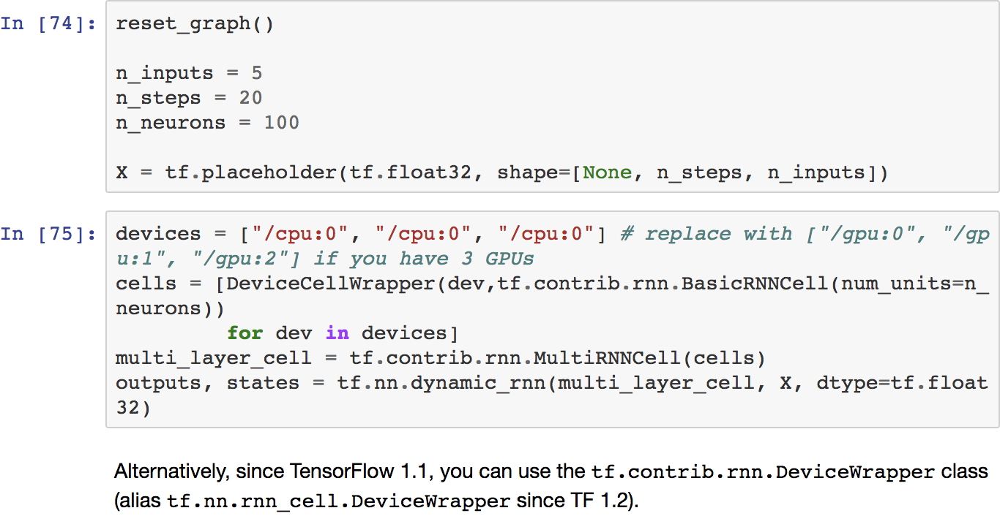 In [74]: reset_graph()
n_inputs = 5
n_steps = 20
n_neurons = 100
X = tf.placeholder(tf.float32, shape=[None, n_steps, n_inputs])
In [75]: devices = ["/cpu:0", "/cpu:0", "/cpu:0"] # replace with ["/gpu:0", "/gp
u:1", "/gpu:2"] if you have 3 GPUs
cells = [DeviceCellWrapper(dev,tf.contrib.rnn.BasicRNNCell(num_units=n_
neurons))
for dev in devices]
multi_layer_cell = tf.contrib.rnn.MultiRNNCell(cells)
outputs, states = tf.nn.dynamic_rnn(multi_layer_cell, X, dtype=tf.float
32)
Alternatively, since TensorFlow 1.1, you can use the tf.contrib.rnn.DeviceWrapper class
(alias tf.nn.rnn_cell.DeviceWrapper since TF 1.2).